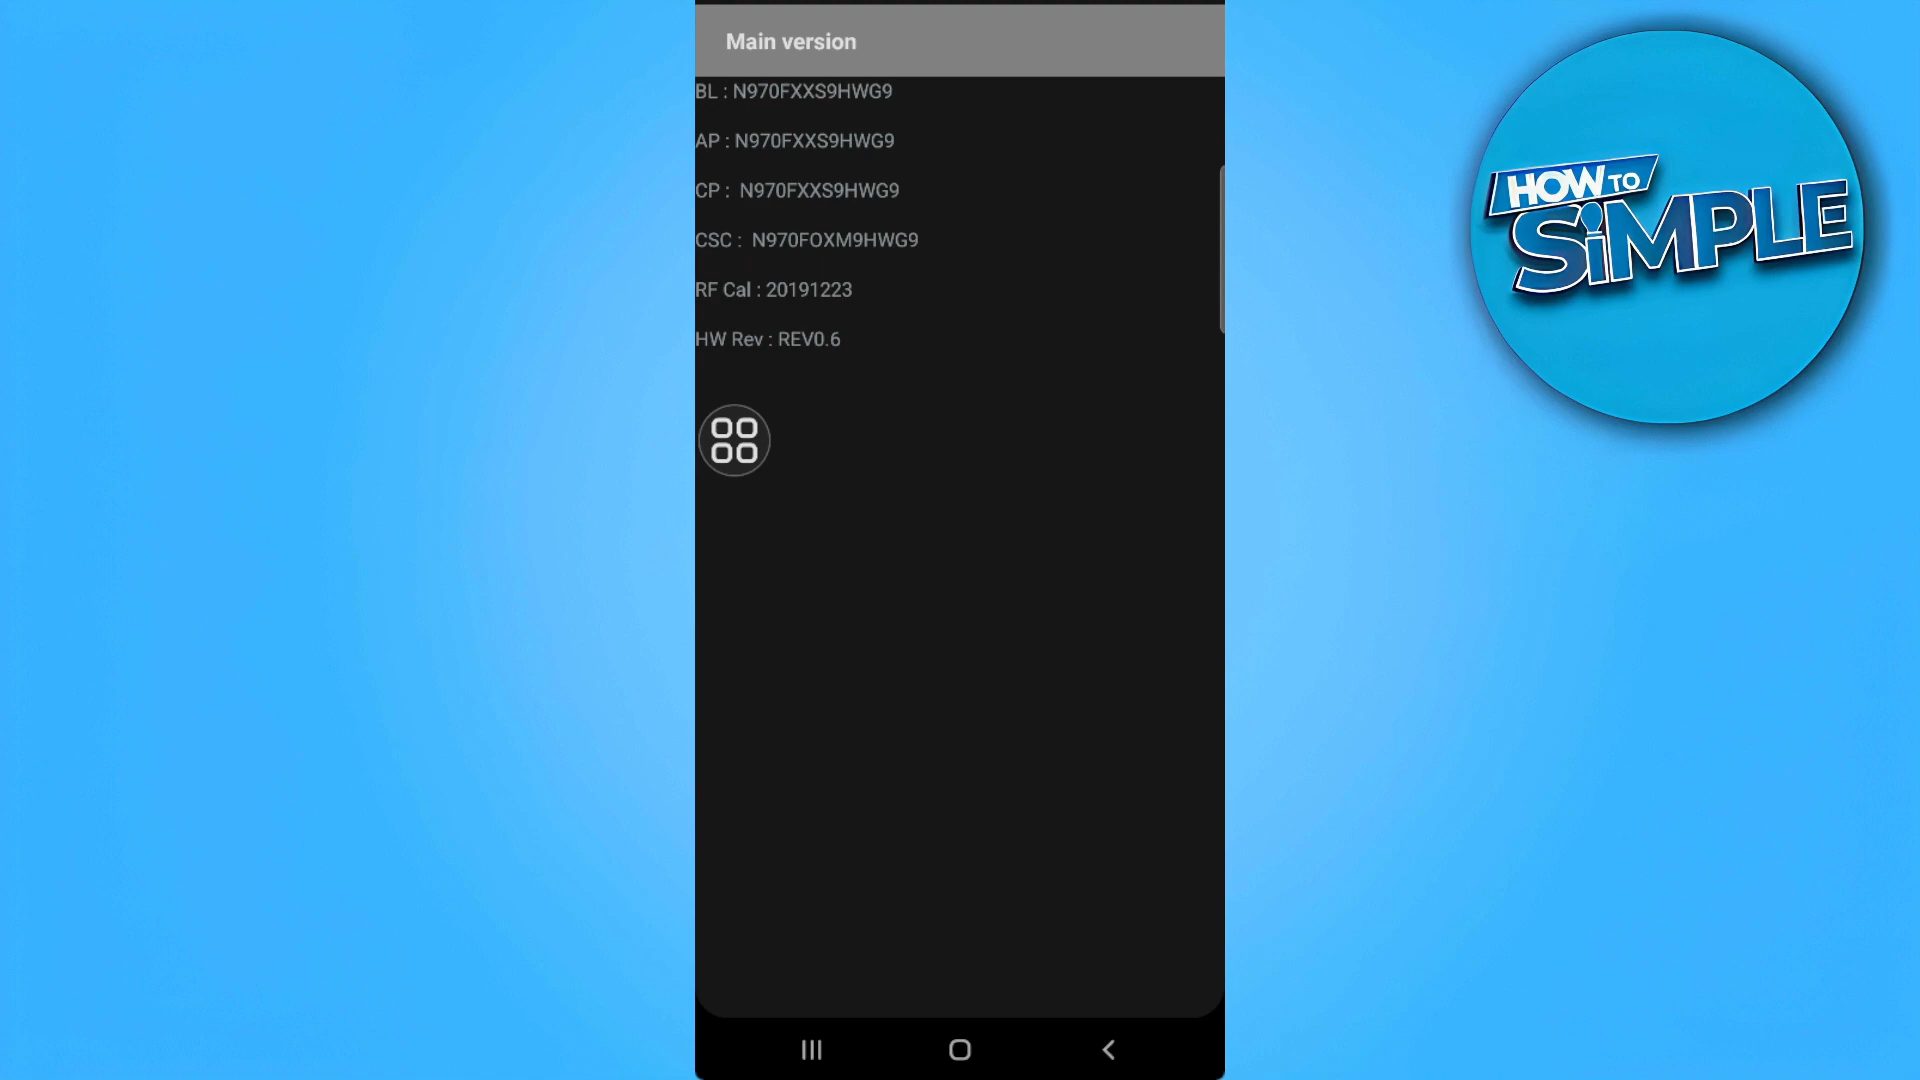 Main version
BL : N970FXXS9HWG9
AP : N970FXXS9HWG9
CP :  N970FXXS9HWG9
CSC :  N970FOXM9HWG9
RF Cal : 20191223
HW Rev : REV0.6
HOW TO
SiMPLE